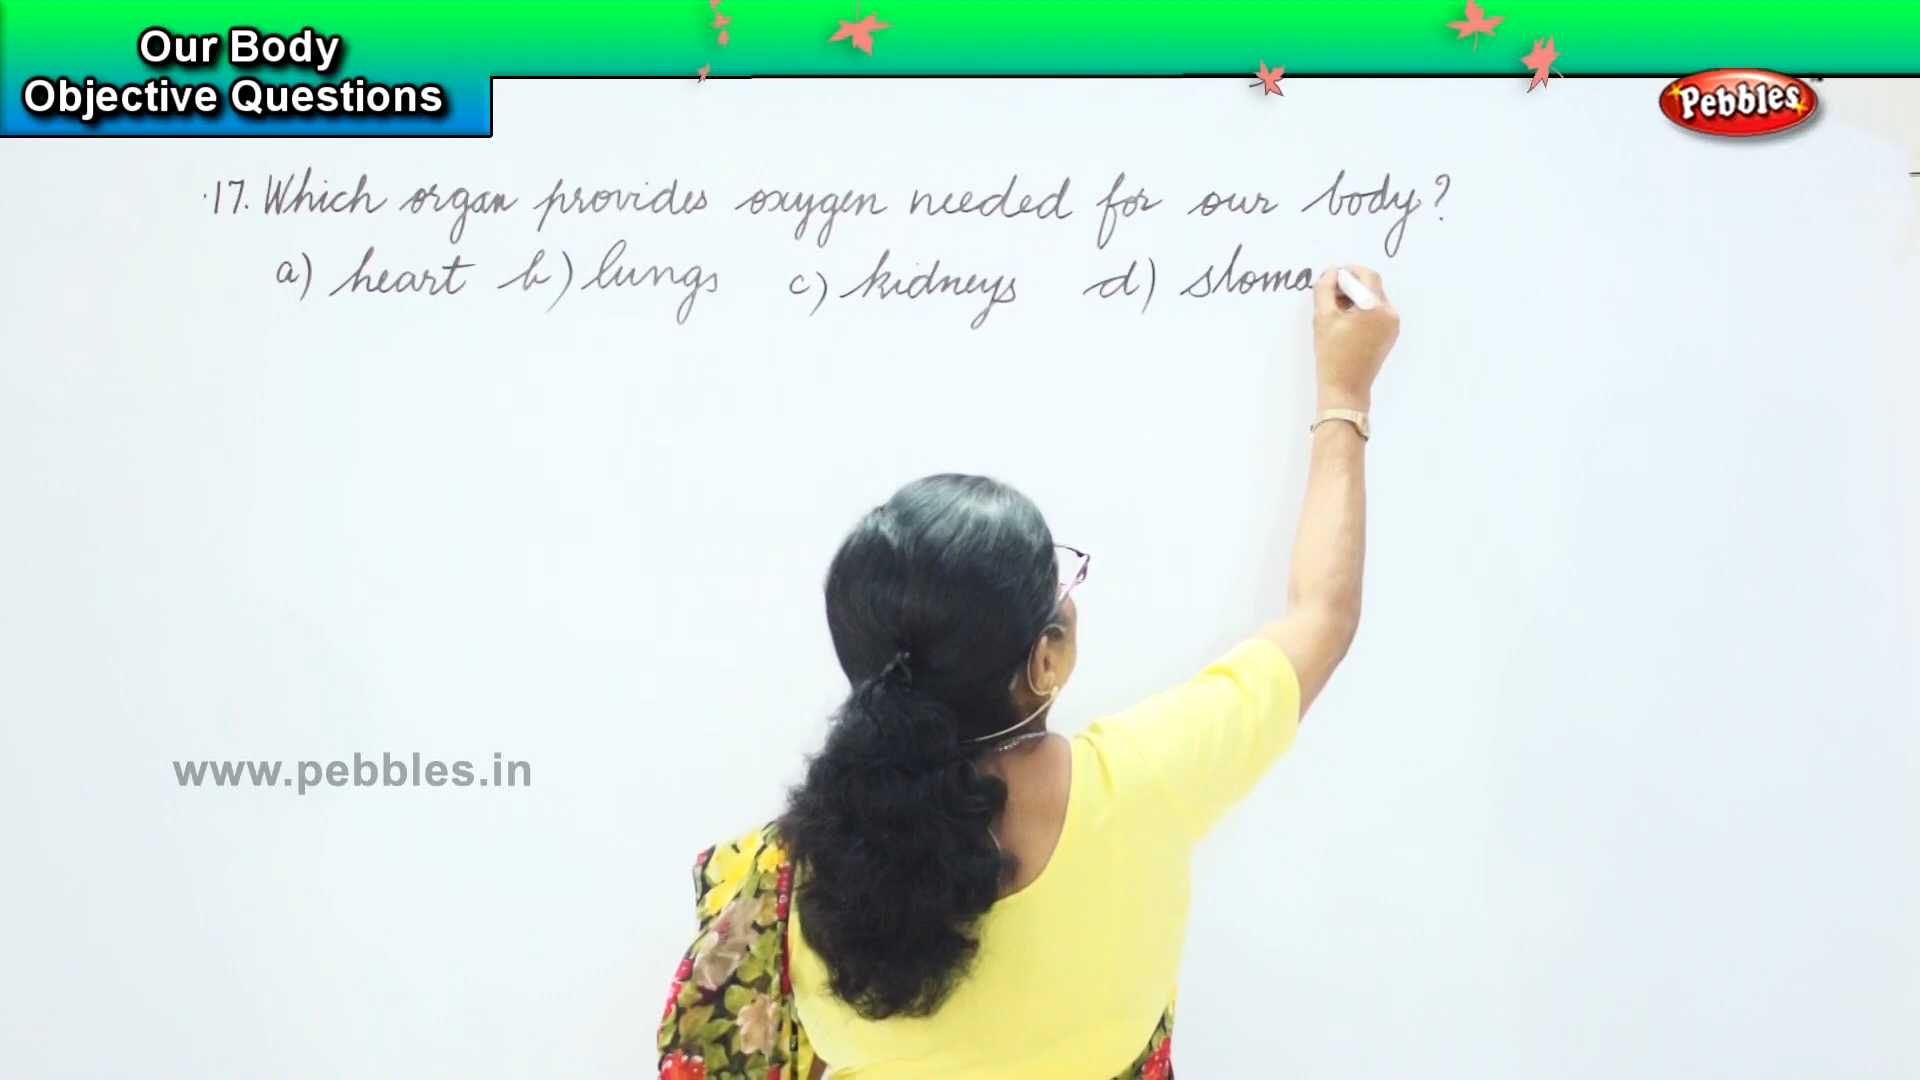 Our Body
Objective Questions
Pebbles
17. Which organ provides oxygen needed for our body?
a) heart b) lungs c) kidneys d) stoma
www.pebbles.in